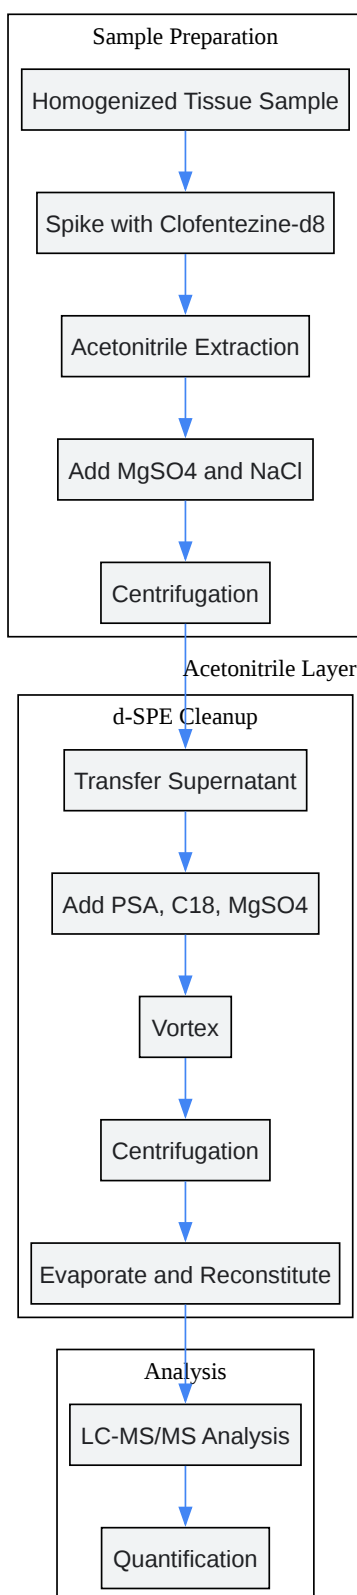 Sample Preparation
Homogenized Tissue Sample
Spike with Clofentezine-d8
Acetonitrile Extraction
Add MgSO4 and NaCl
Centrifugation
Acetonitrile Layer
d-SPE Cleanup
Transfer Supernatant
Add PSA, C18, MgSO4
Vortex
Centrifugation
Evaporate and Reconstitute
Analysis
LC-MS/MS Analysis
Quantification